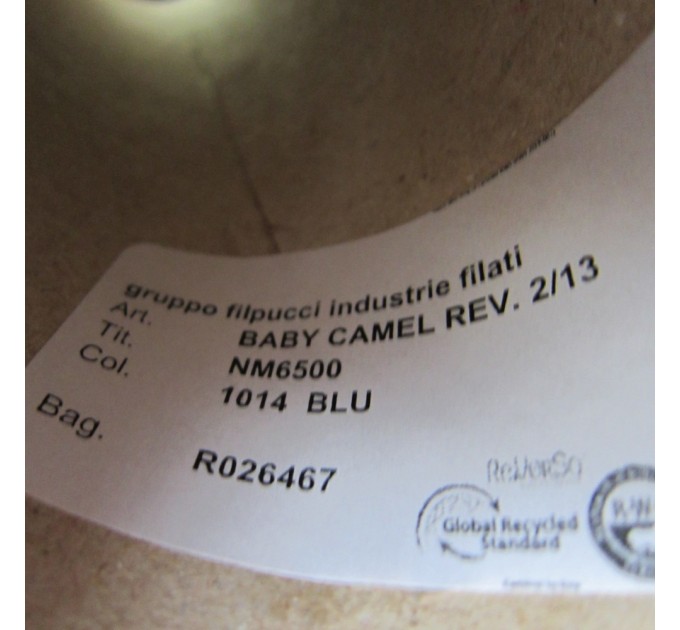 gruppo filpucci industrie filati
Art. BABY CAMEL REV. 2/13
Tit. NM6500
Col. 1014 BLU
Bag. R026467
ReVerSo
Global Recycled
Standard